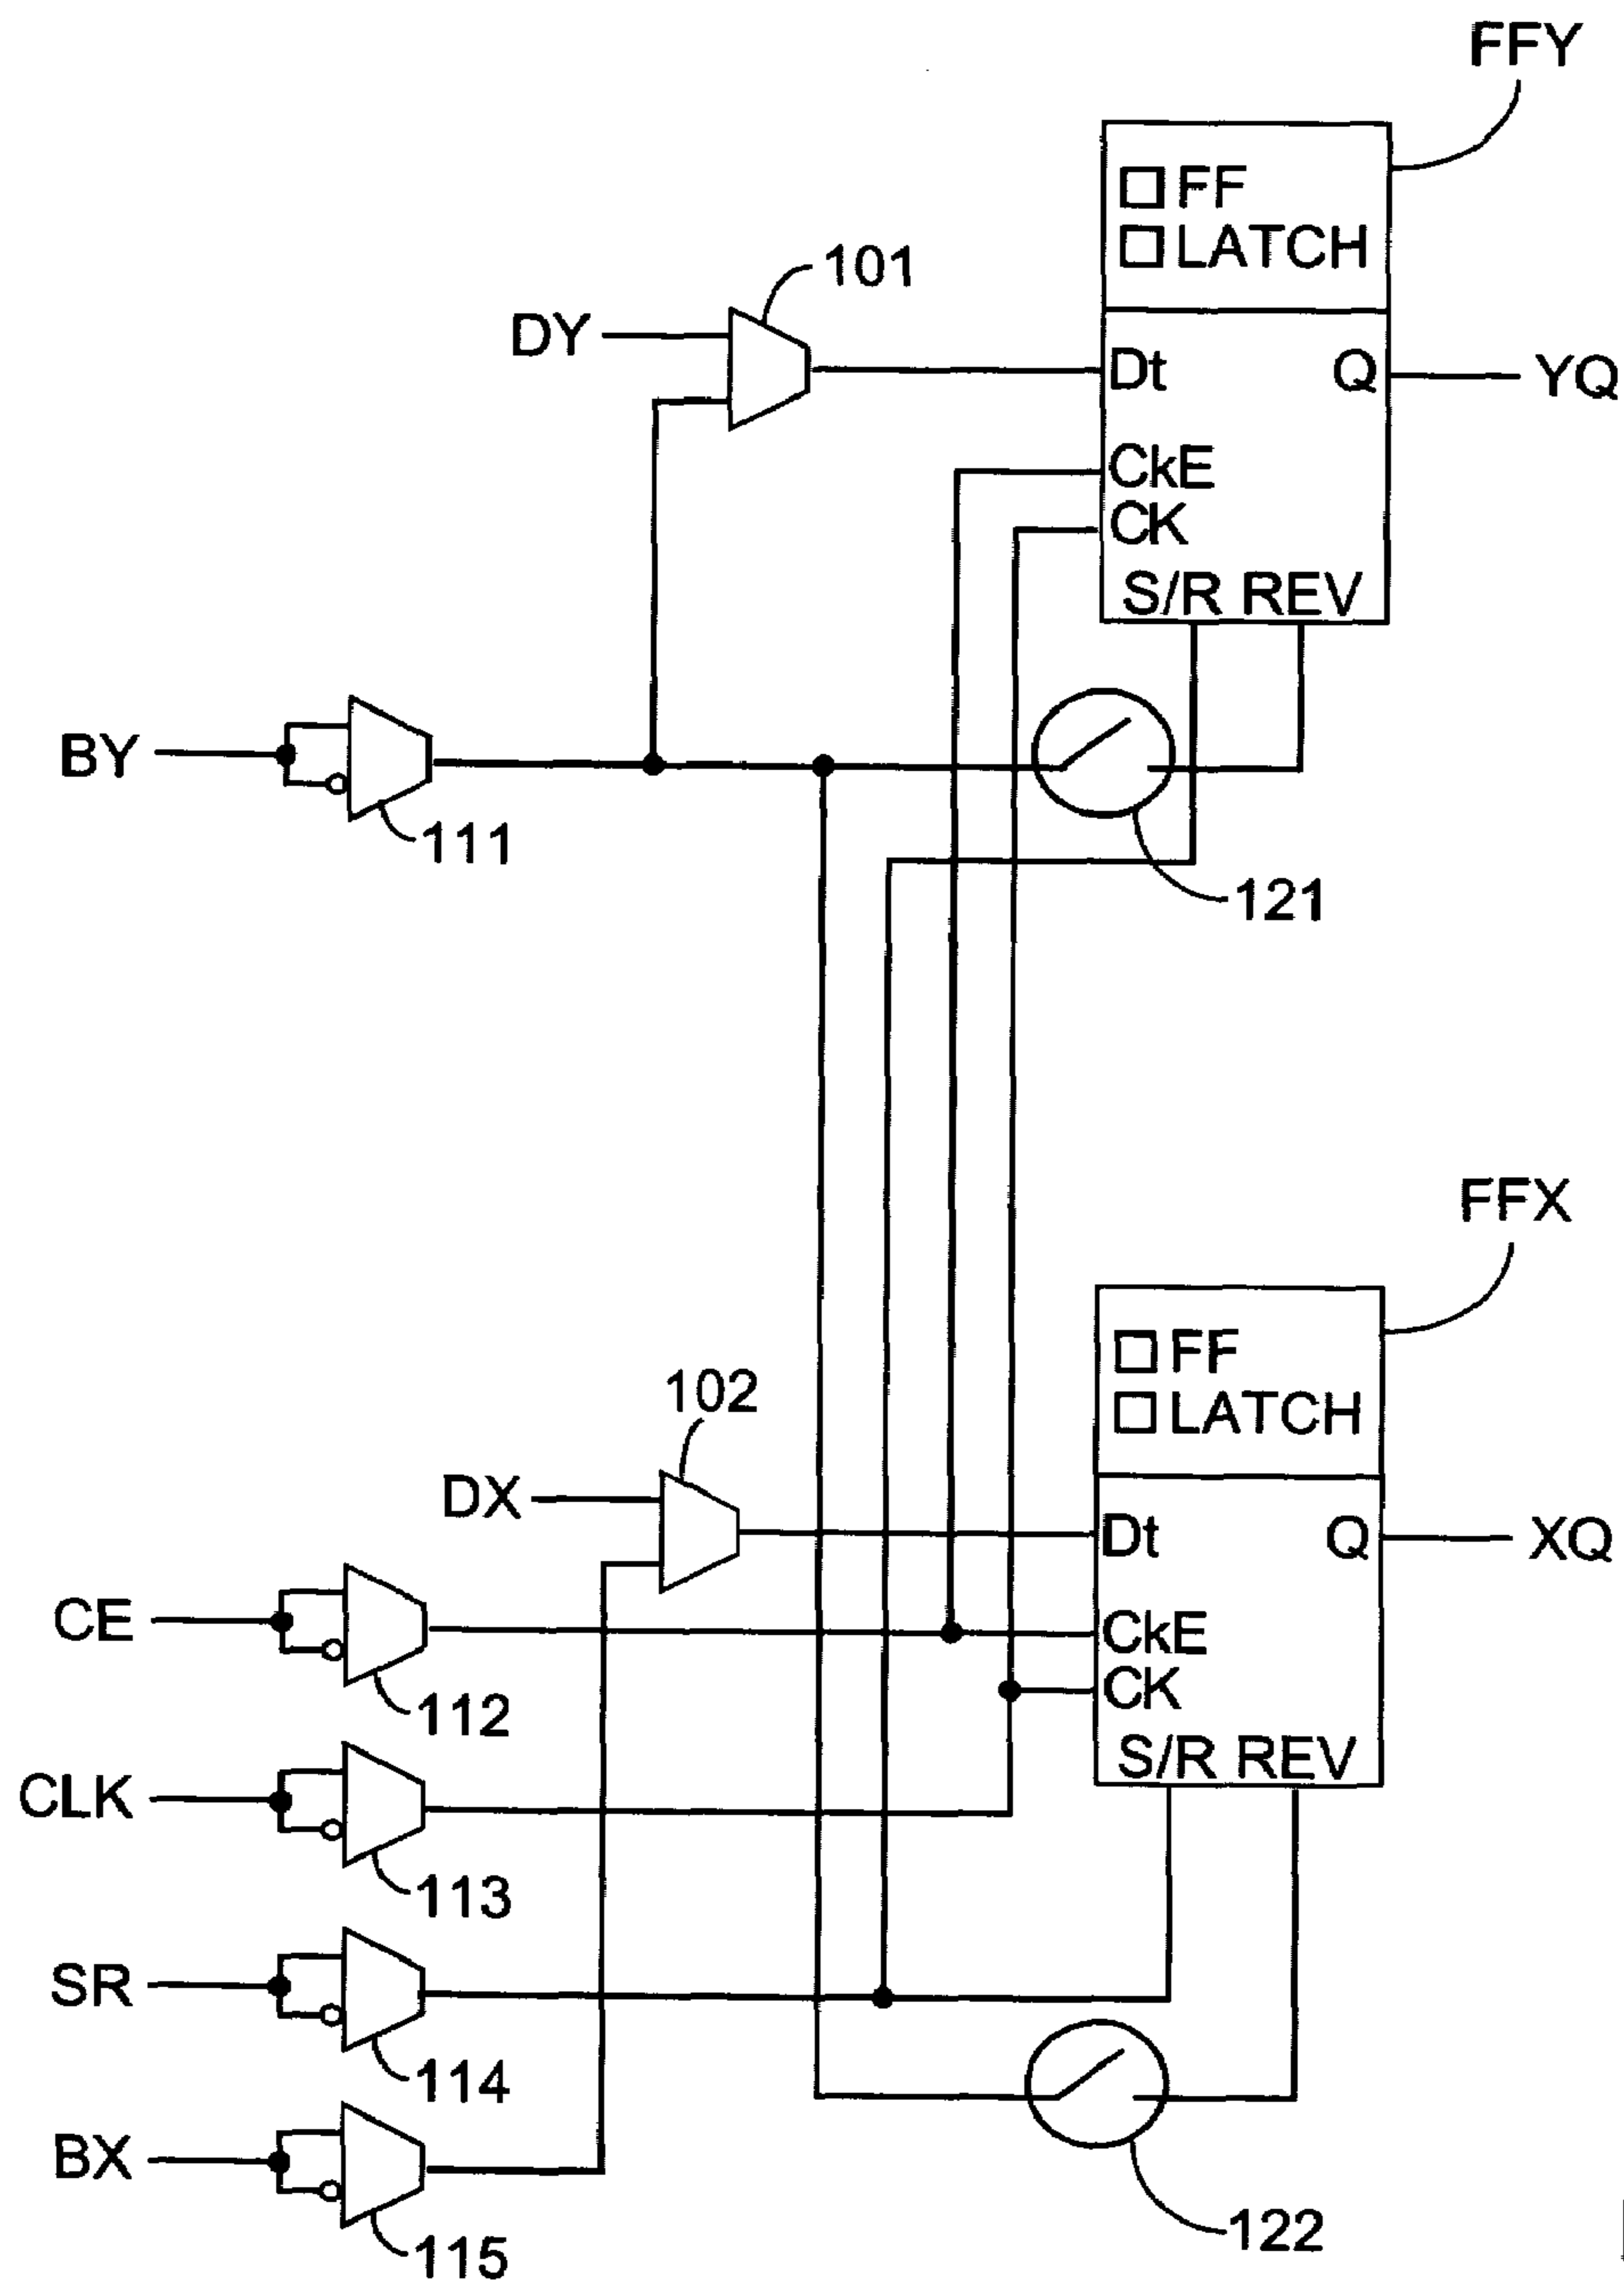 FFY
FF
LATCH
101
DY
Dt
Q
YQ
CkE
CK
S/R REV
BY
111
121
FFX
FF
LATCH
102
DX
Dt
Q
XQ
CE
CkE
CK
112
S/R REV
CLK
113
SR
114
BX
122
115